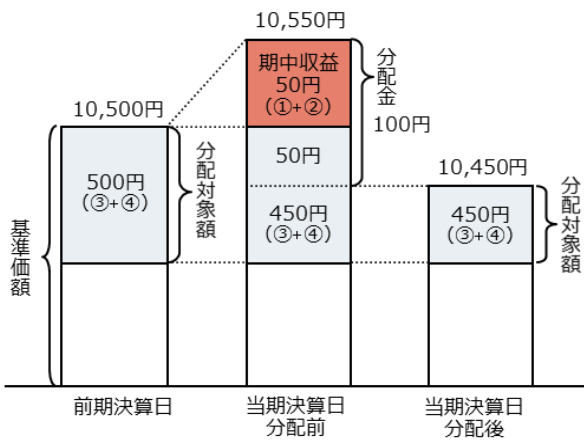 10,550円
期中収益
50円
(①+②)
分配金
100円
10,500円
50円
10,450円
500円
(③+④)
分配対象額
450円
(③+④)
450円
(③+④)
分配対象額
基準価額
前期決算日
当期決算日
分配前
当期決算日
分配後